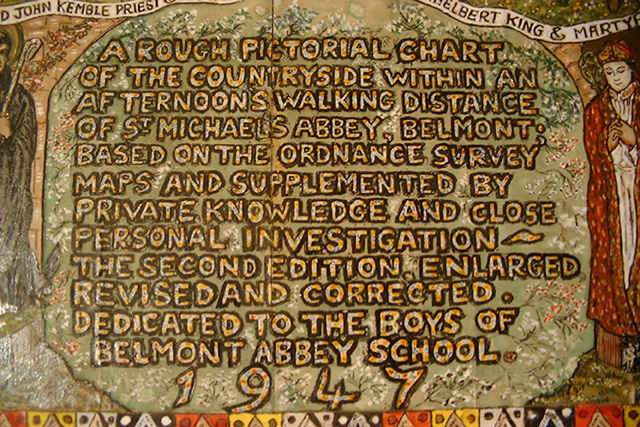 D JOHN KEMBLE PRIEST
HELBERT KING & MARTY
A ROUGH PICTORIAL CHART
OF THE COUNTRYSIDE WITHIN AN
AFTERNOONS WALKING DISTANCE
OF ST MICHAELS ABBEY, BELMONT;
BASED ON THE ORDNANCE SURVEY
MAPS AND SUPPLEMENTED BY
PRIVATE KNOWLEDGE AND CLOSE
PERSONAL INVESTIGATION
THE SECOND EDITION. ENLARGED
REVISED AND CORRECTED.
DEDICATED TO THE BOYS OF
BELMONT ABBEY SCHOOL.
1947